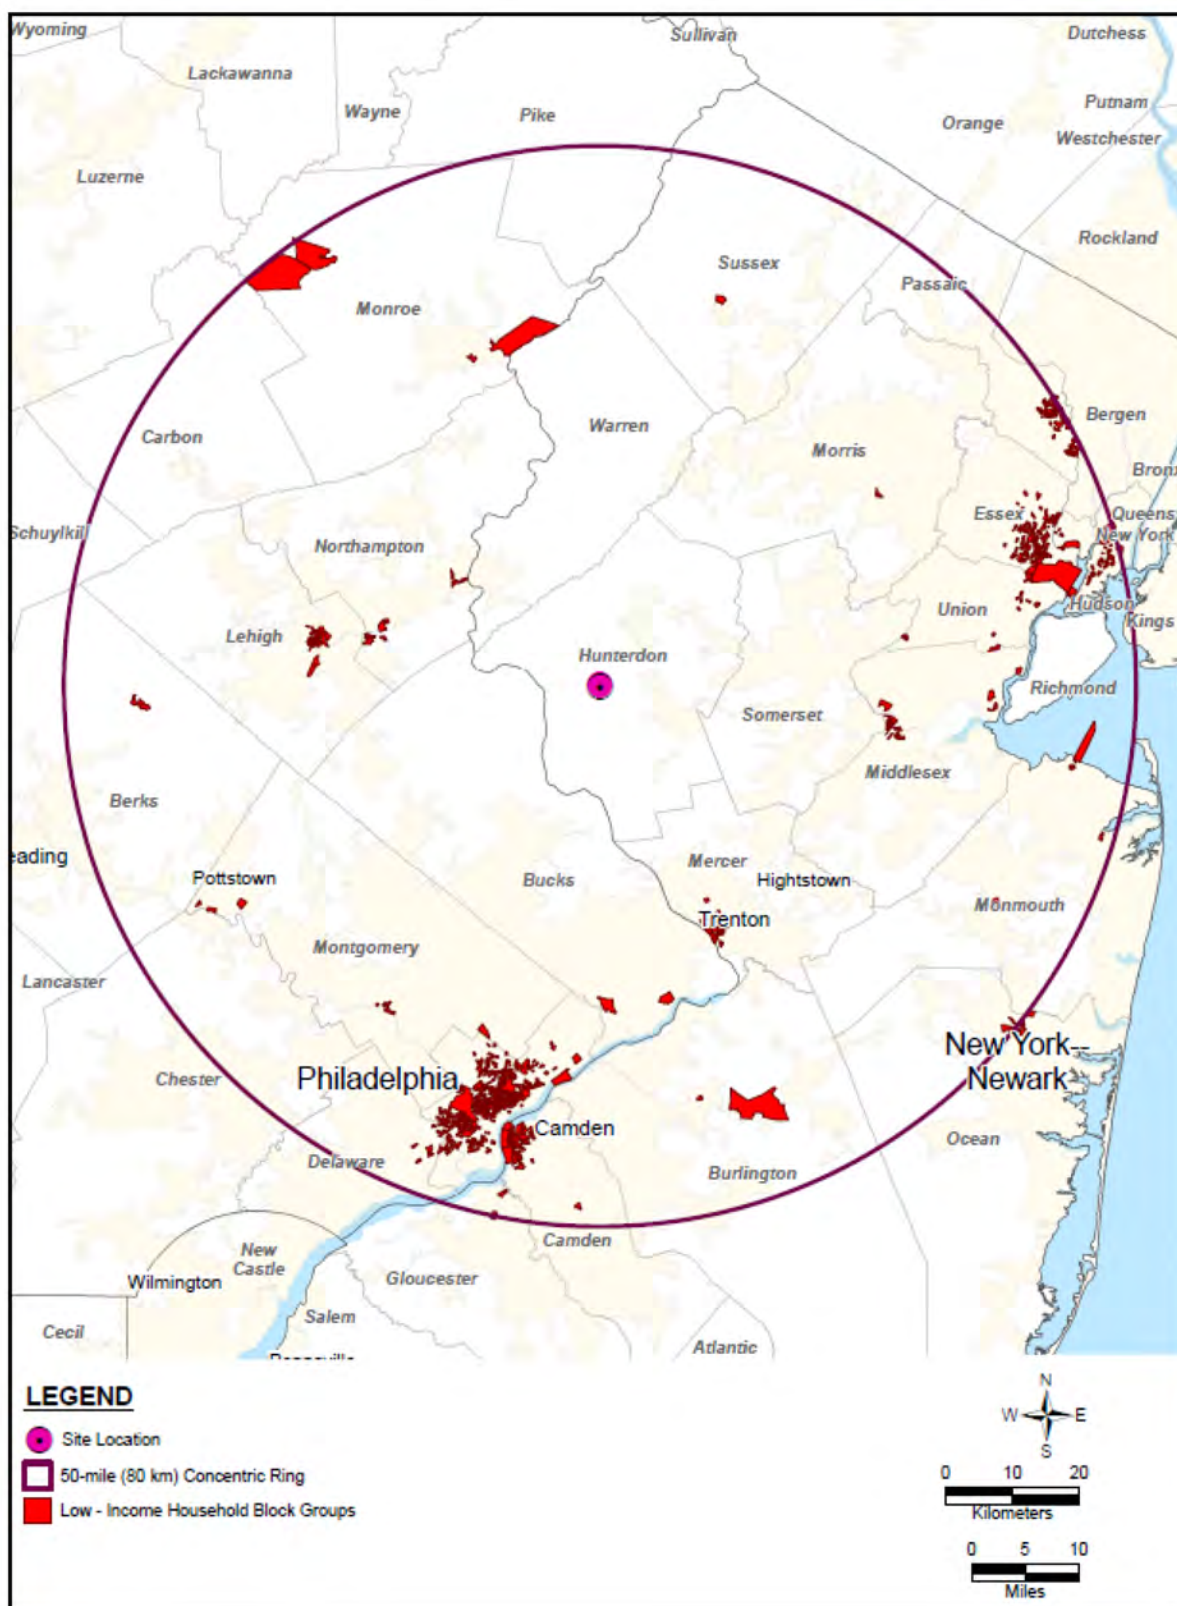 Wyoming
Sullivan
Dutchess
Lackawanna
Wayne
Pike
Orange
Putnam
Westchester
Luzerne
Rockland
Sussex
Passaic
Monroe
Bergen
Warren
Carbon
Morris
Bronx
Essex
Queens
New York
Schuylkill
Northampton
Union
Hudson
Kings
Lehigh
Hunterdon
Richmond
Somerset
Middlesex
Berks
eading
Pottstown
Bucks
Mercer
Hightstown
Trenton
Monmouth
Montgomery
Lancaster
New York--
Newark
Philadelphia
Chester
Camden
Ocean
Delaware
Burlington
New
Castle
Camden
Wilmington
Gloucester
Salem
Cecil
Atlantic
LEGEND
Site Location
50-mile (80 km) Concentric Ring
Low - Income Household Block Groups
N
W E
S
0 10 20
Kilometers
0 5 10
Miles